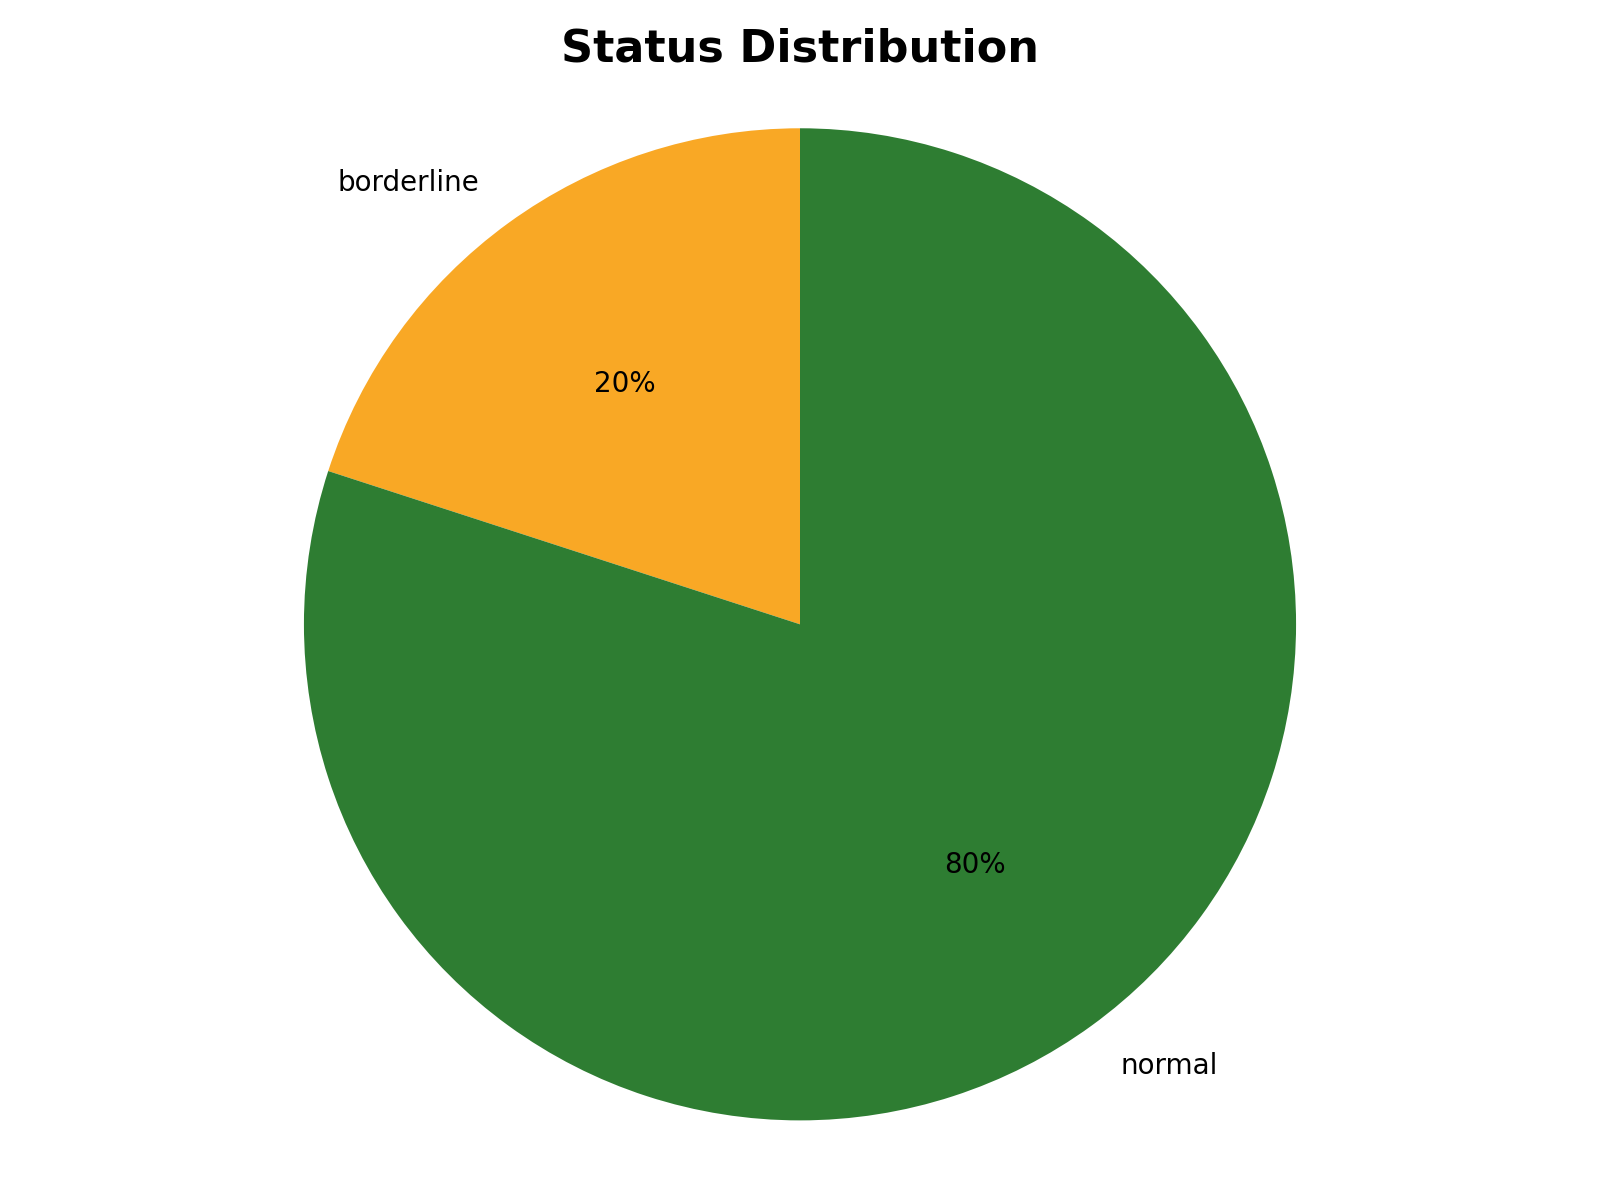 Status Distribution
borderline
20%
80%
normal